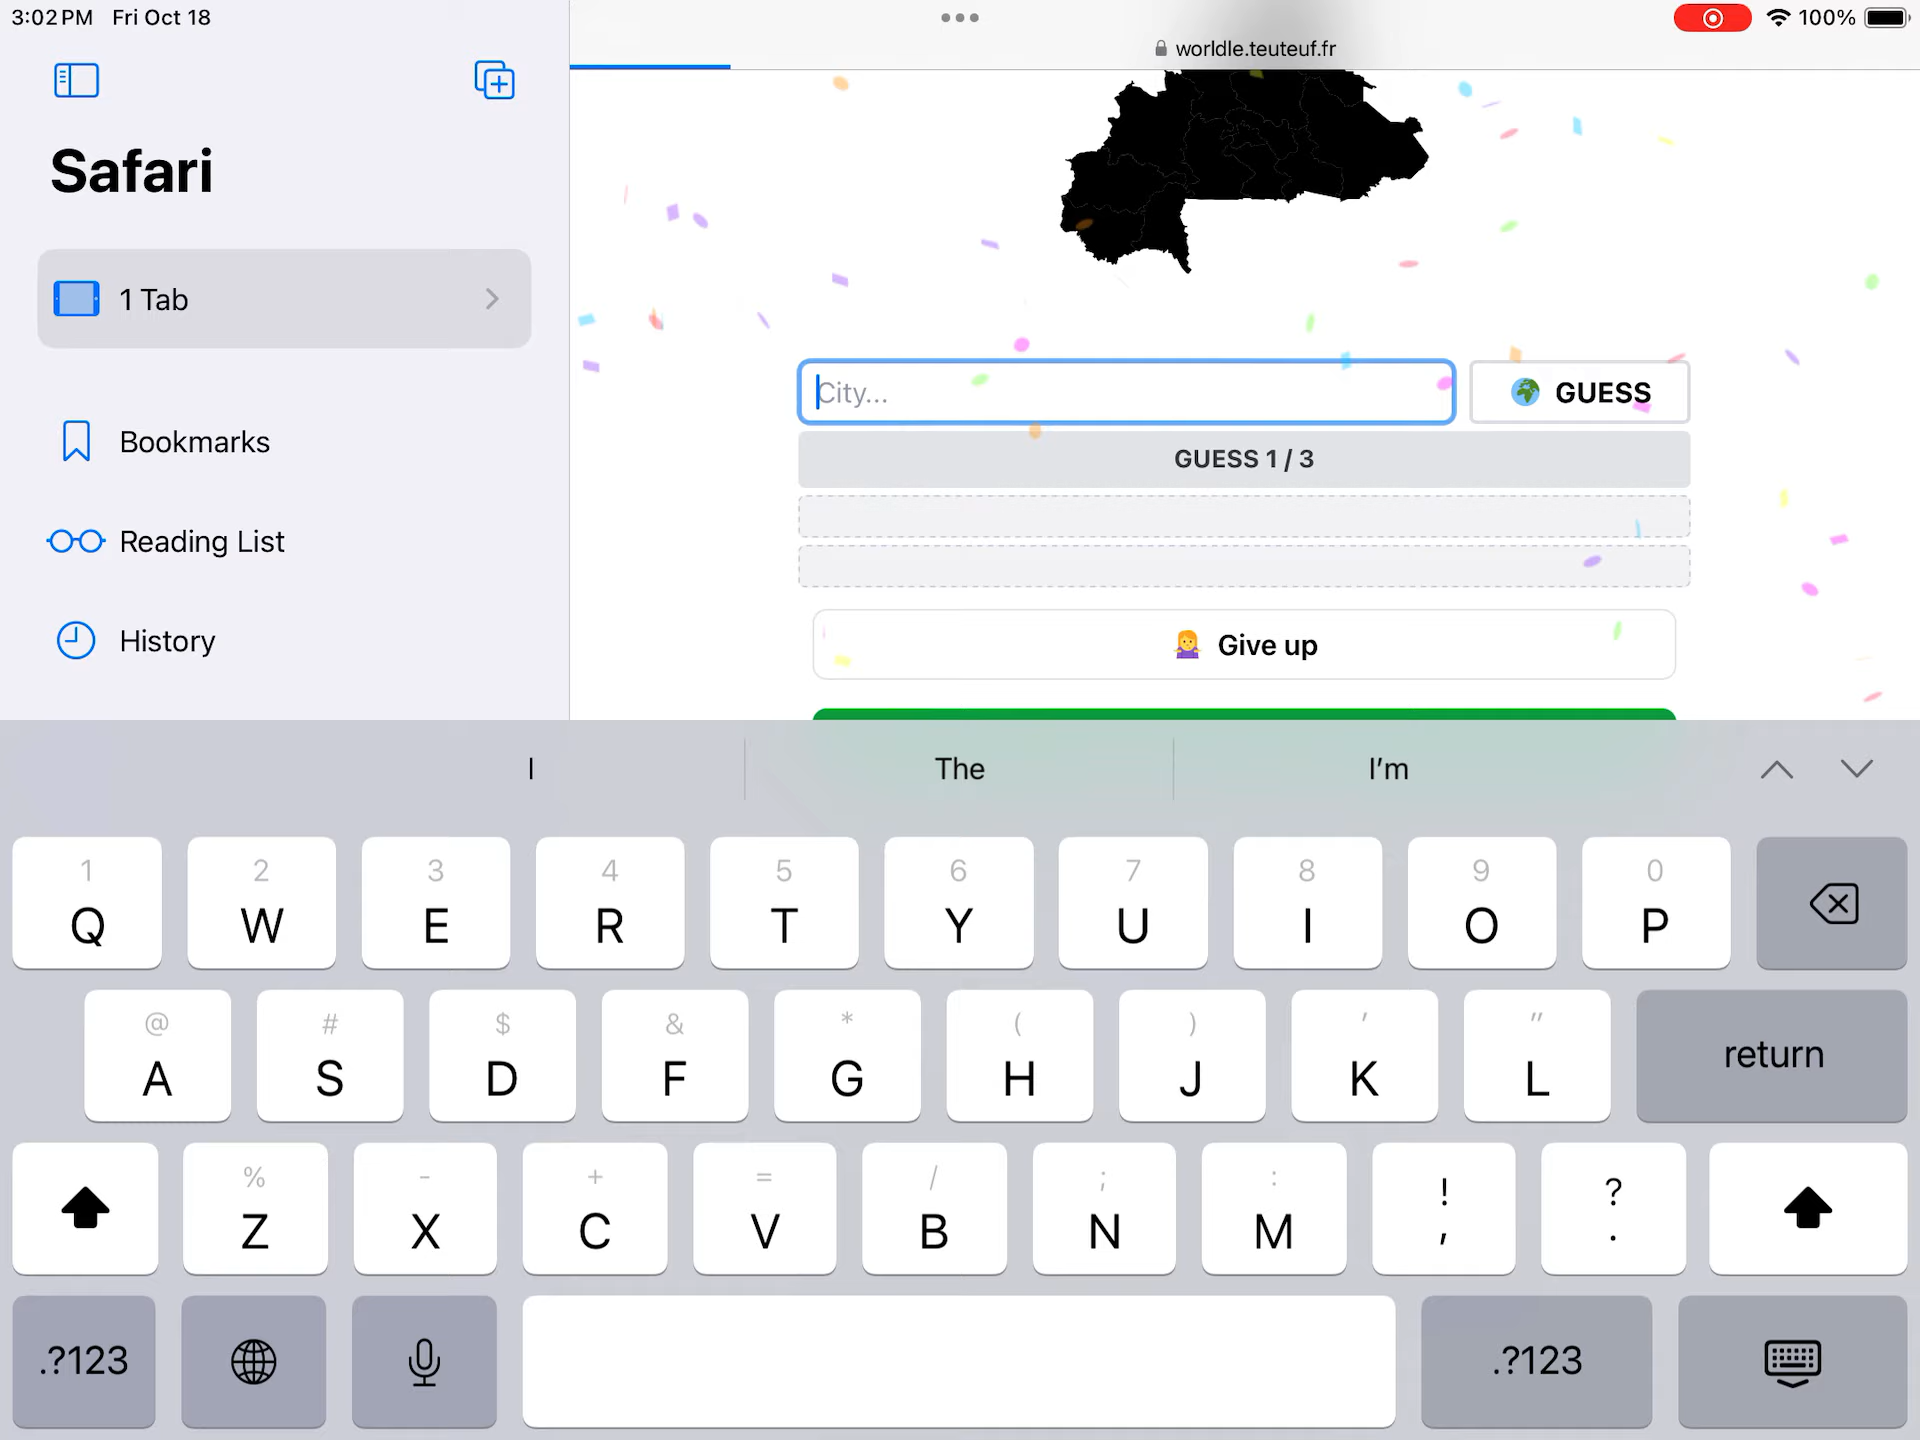 3:02 PM Fri Oct 18
100%
worldle.teuteuf.fr
Safari
1 Tab
Bookmarks
Reading List
History
City...
GUESS
GUESS 1 / 3
Give up
I
The
I'm
1 2 3 4 5 6 7 8 9 0
Q W E R T Y U I O P
@ # $ & * ( ) ' "
A S D F G H J K L return
% - + = / ; : ! ?
Z X C V B N M , .
.?123 .?123